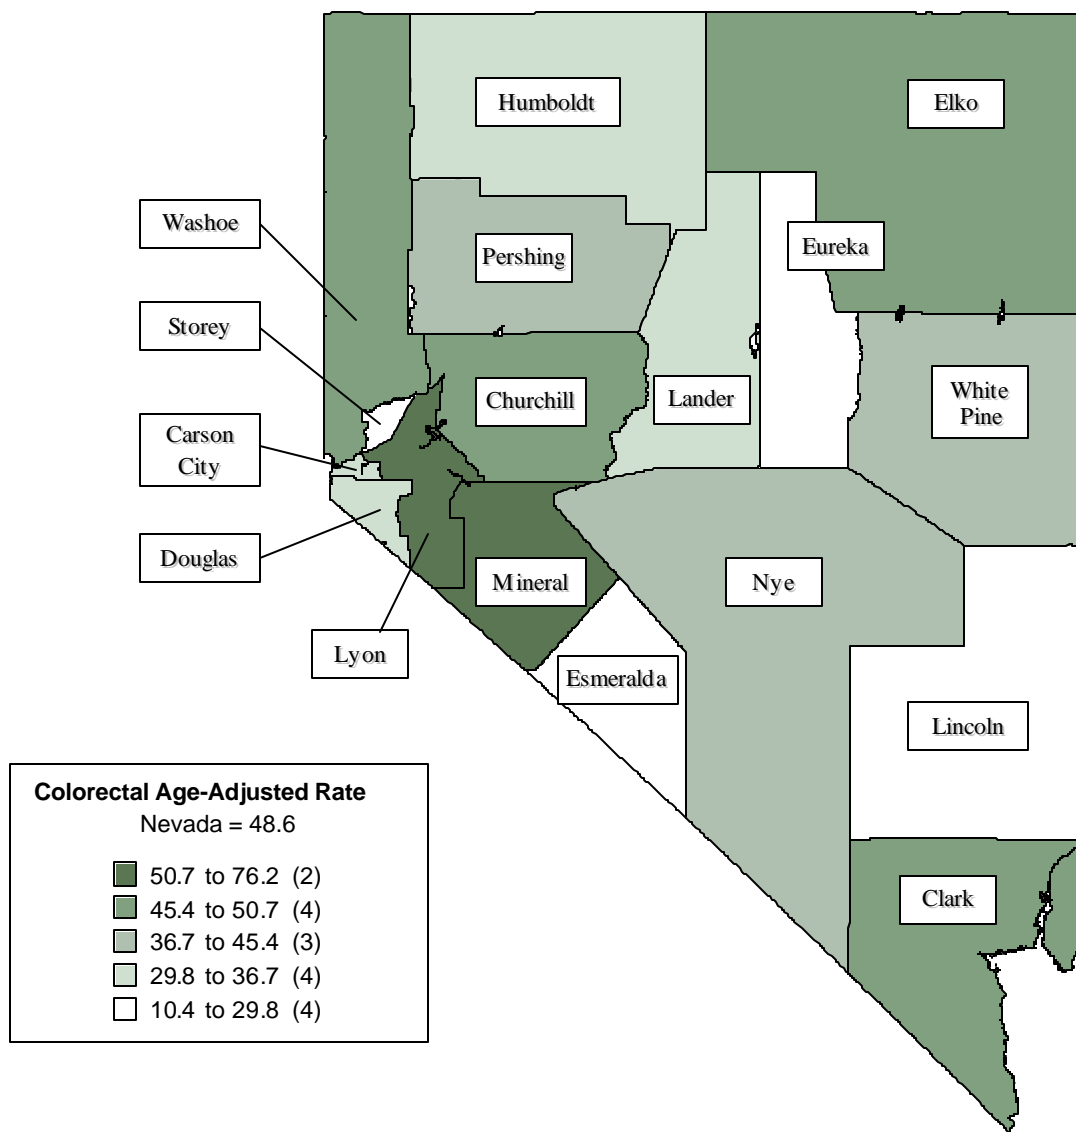 Humboldt
Elko
Washoe
Eureka
Pershing
Storey
Churchill
Lander
White
Pine
Carson
City
Douglas
Mineral
Nye
Lyon
Esmeralda
Lincoln
Clark
Colorectal Age-Adjusted Rate
Nevada = 48.6
50.7 to 76.2 (2)
45.4 to 50.7 (4)
36.7 to 45.4 (3)
29.8 to 36.7 (4)
10.4 to 29.8 (4)